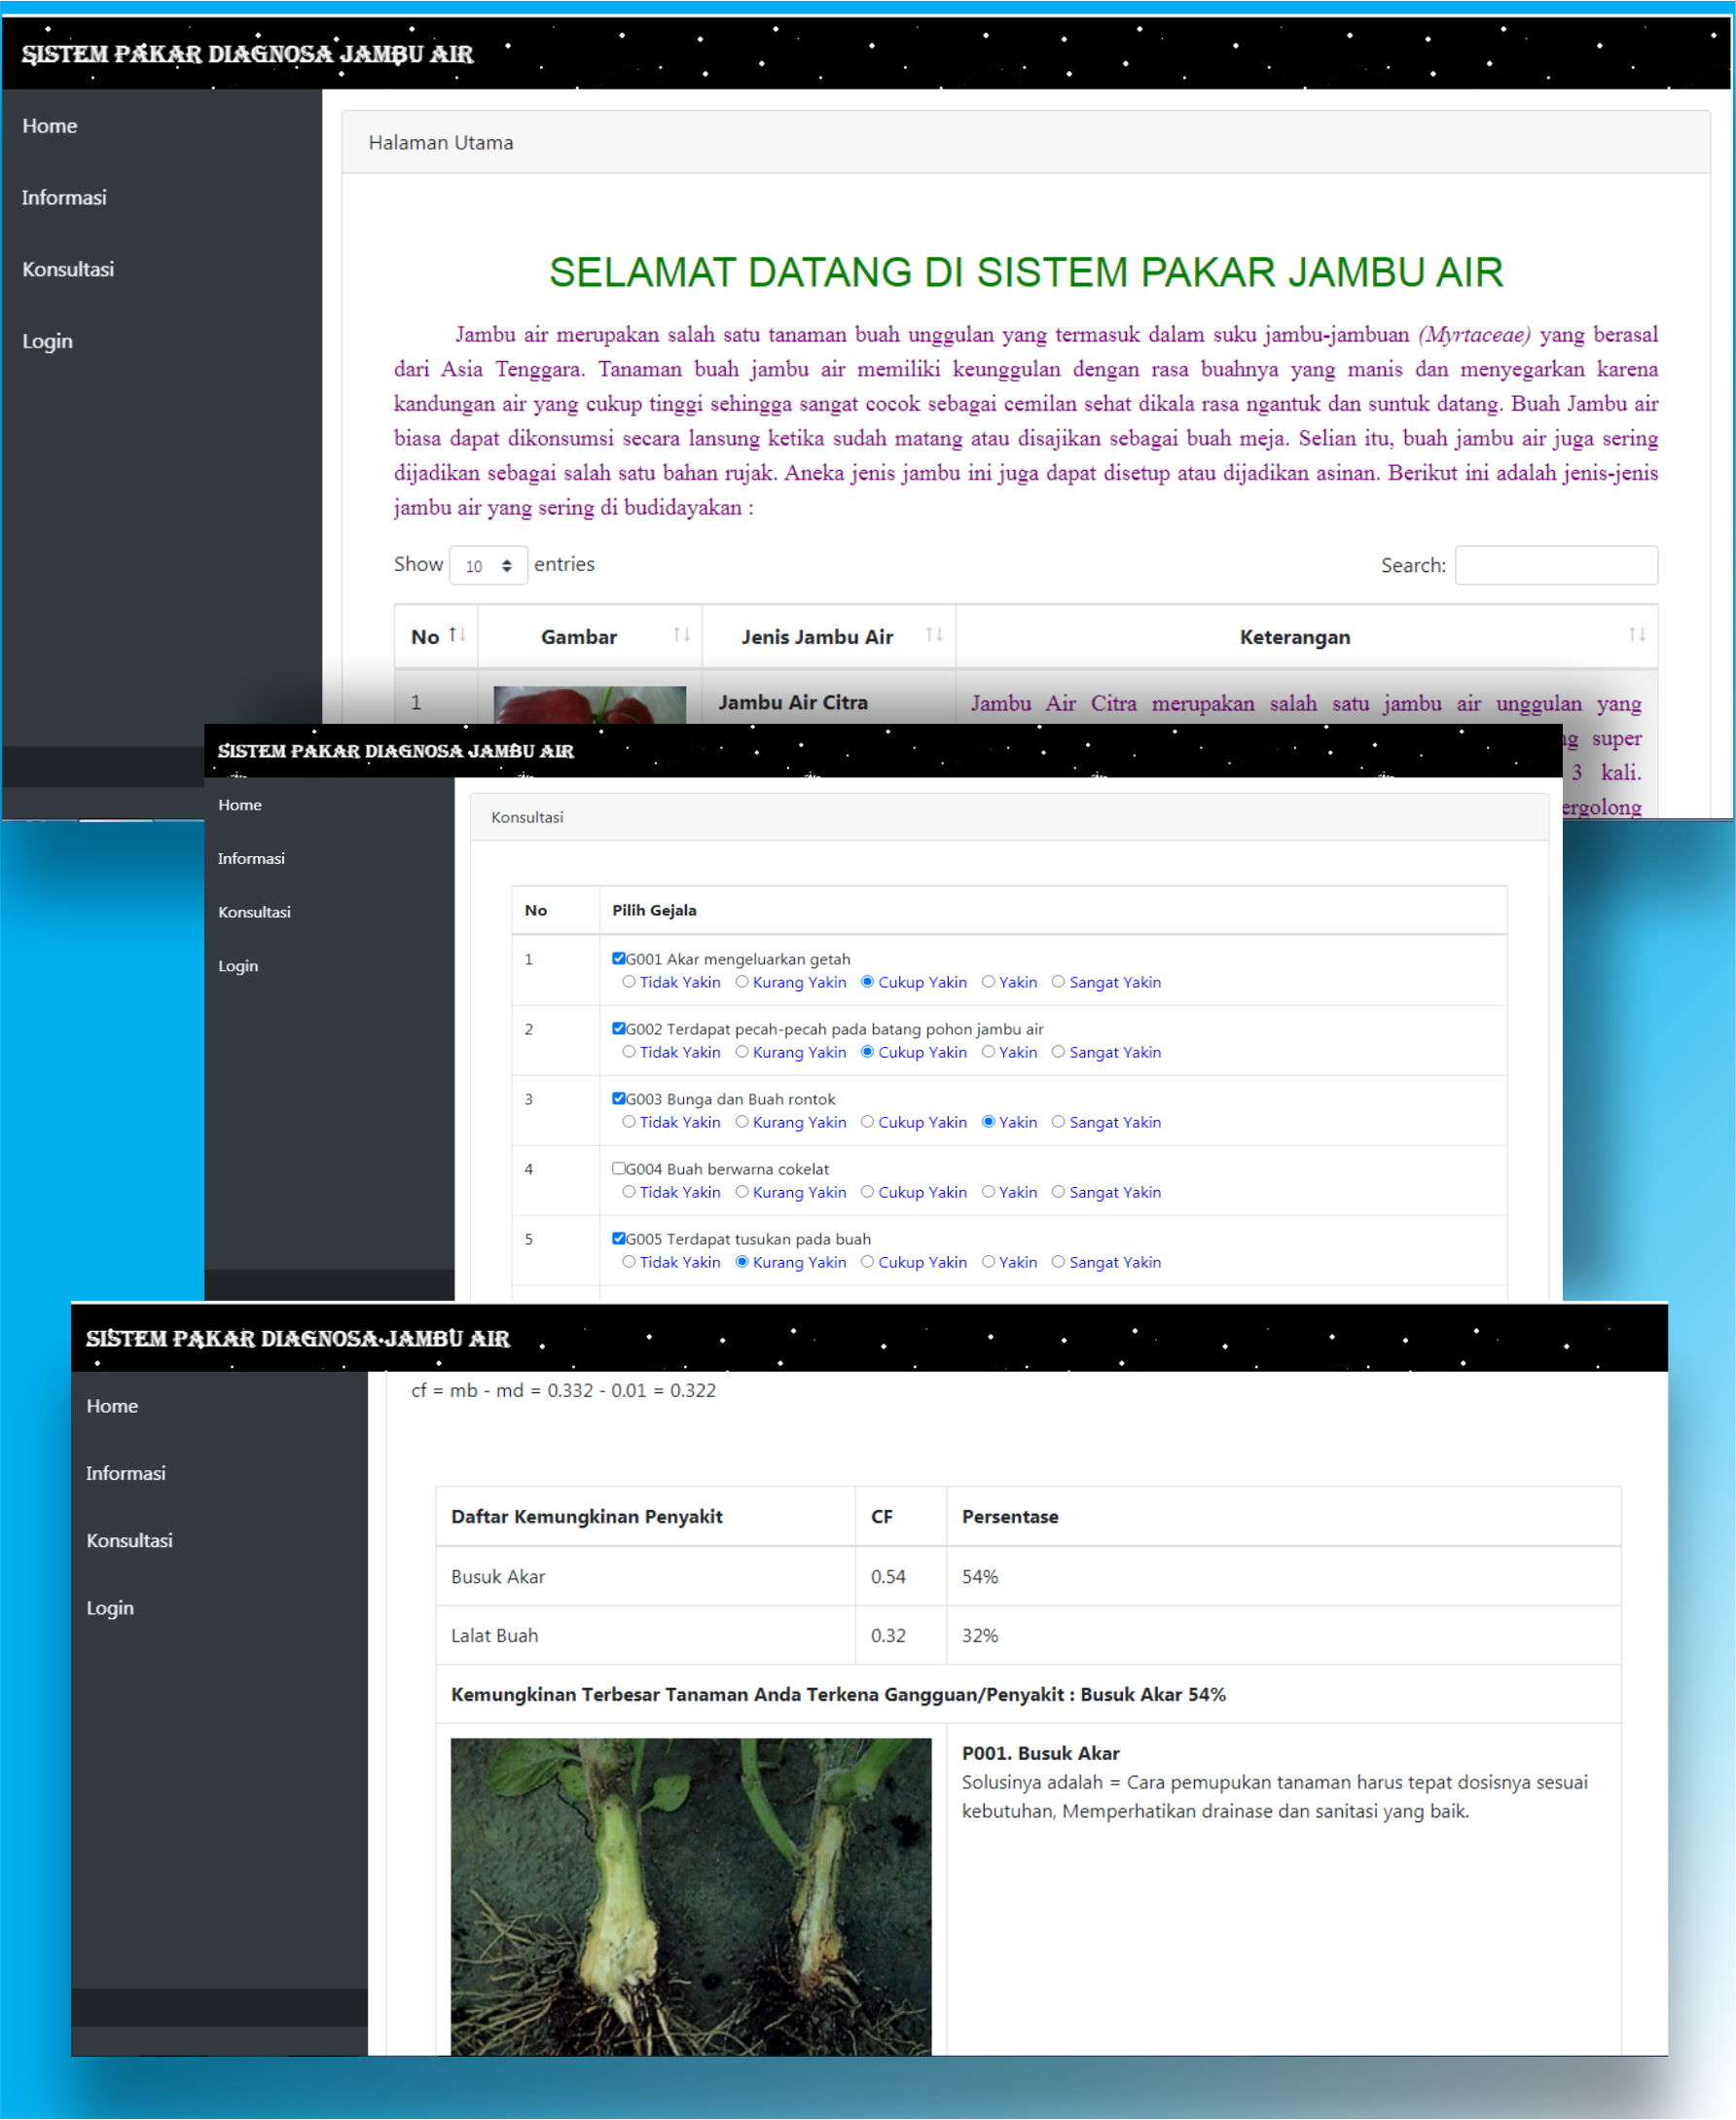 SISTEM PAKAR DIAGNOSA JAMBU AIR
Home
Informasi
Konsultasi
Login
Halaman Utama
SELAMAT DATANG DI SISTEM PAKAR JAMBU AIR
Jambu air merupakan salah satu tanaman buah unggulan yang termasuk dalam suku jambu-jambuan (Myrtaceae) yang berasal
dari Asia Tenggara. Tanaman buah jambu air memiliki keunggulan dengan rasa buahnya yang manis dan menyegarkan karena
kandungan air yang cukup tinggi sehingga sangat cocok sebagai cemilan sehat dikala rasa ngantuk dan suntuk datang. Buah Jambu air
biasa dapat dikonsumsi secara lansung ketika sudah matang atau disajikan sebagai buah meja. Selian itu, buah jambu air juga sering
dijadikan sebagai salah satu bahan rujak. Aneka jenis jambu ini juga dapat disetup atau dijadikan asinan. Berikut ini adalah jenis-jenis
jambu air yang sering di budidayakan :
Show 10 entries Search:
No Gambar Jenis Jambu Air Keterangan
1 Jambu Air Citra Jambu Air Citra merupakan salah satu jambu air unggulan yang
super
3 kali.
SISTEM PAKAR DIAGNOSA JAMBU AIR
Home
Informasi
Konsultasi
Login
Konsultasi
No Pilih Gejala
1 G001 Akar mengeluarkan getah
Tidak Yakin Kurang Yakin Cukup Yakin Yakin Sangat Yakin
2 G002 Terdapat pecah-pecah pada batang pohon jambu air
Tidak Yakin Kurang Yakin Cukup Yakin Yakin Sangat Yakin
3 G003 Bunga dan Buah rontok
Tidak Yakin Kurang Yakin Cukup Yakin Yakin Sangat Yakin
4 G004 Buah berwarna cokelat
Tidak Yakin Kurang Yakin Cukup Yakin Yakin Sangat Yakin
5 G005 Terdapat tusukan pada buah
Tidak Yakin Kurang Yakin Cukup Yakin Yakin Sangat Yakin
SISTEM PAKAR DIAGNOSA JAMBU AIR
Home
Informasi
Konsultasi
Login
cf = mb - md = 0.332 - 0.01 = 0.322
Daftar Kemungkinan Penyakit CF Persentase
Busuk Akar 0.54 54%
Lalat Buah 0.32 32%
Kemungkinan Terbesar Tanaman Anda Terkena Gangguan/Penyakit : Busuk Akar 54%
P001. Busuk Akar
Solusinya adalah = Cara pemupukan tanaman harus tepat dosisnya sesuai
kebutuhan, Memperhatikan drainase dan sanitasi yang baik.